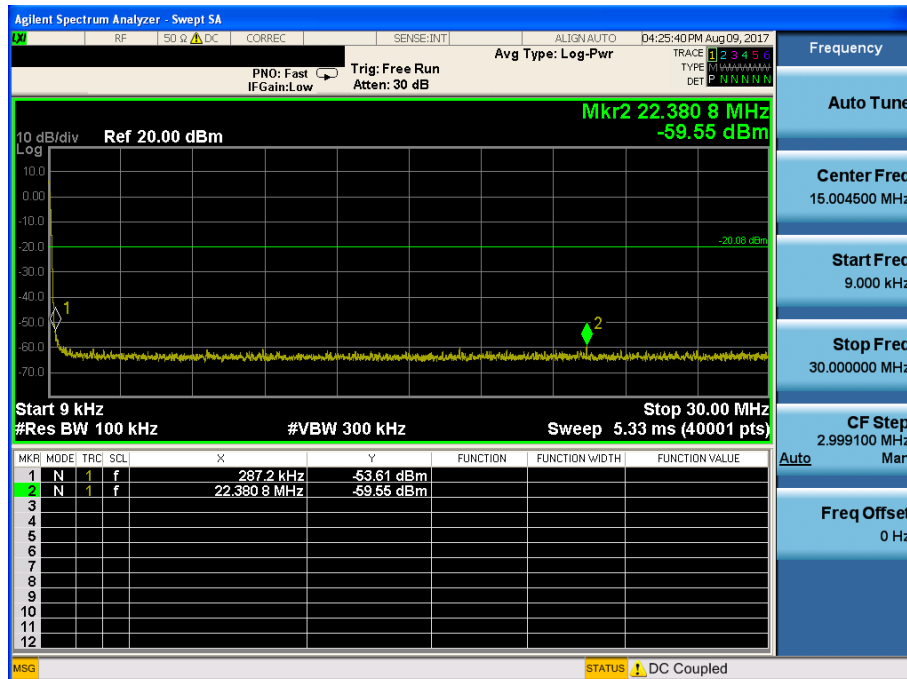 Agilent Spectrum Analyzer - Swept SA
LXI RF 50 Ω DC CORREC SENSE:INT ALIGN AUTO 04:25:40 PM Aug 09, 2017
Frequency
PNO: Fast Trig: Free Run Avg Type: Log-Pwr TRACE 1 2 3 4 5 6
IFGain:Low Atten: 30 dB TYPE M
DET P N N N N N
Auto Tune
Mkr2 22.380 8 MHz
10 dB/div Ref 20.00 dBm -59.55 dBm
Log
10.0
0.00
-10.0
-20.0
-30.0
-40.0
-50.0
-60.0
-70.0
-20.08 dBm
1
2
Start 9 kHz Stop 30.00 MHz
#Res BW 100 kHz #VBW 300 kHz Sweep 5.33 ms (40001 pts)
MKR MODE TRC SCL X Y FUNCTION FUNCTION WIDTH FUNCTION VALUE
1 N 1 f 287.2 kHz -53.61 dBm
2 N 1 f 22.380 8 MHz -59.55 dBm
3
4
5
6
7
8
9
10
11
12
Center Freq
15.004500 MHz
Start Freq
9.000 kHz
Stop Freq
30.000000 MHz
CF Step
2.999100 MHz
Auto Man
Freq Offset
0 Hz
MSG STATUS DC Coupled